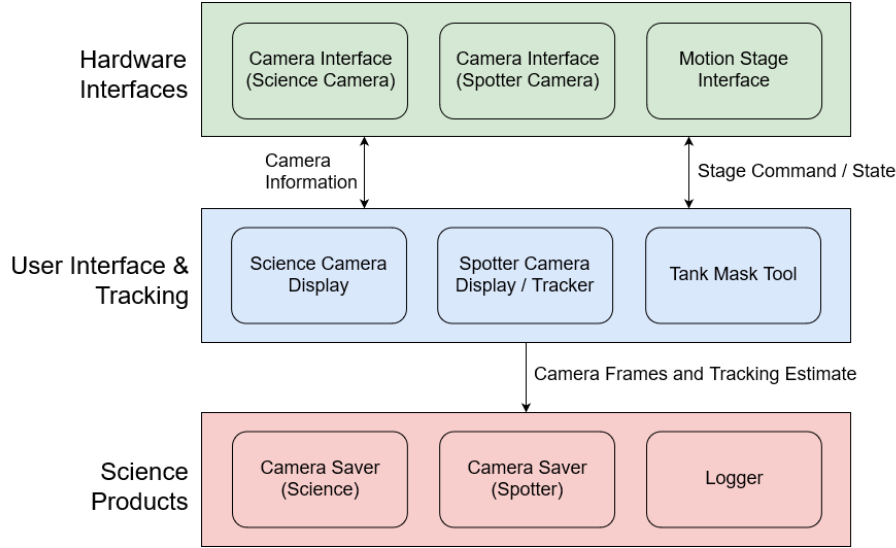 Hardware
Interfaces
Camera Interface
(Science Camera)
Camera Interface
(Spotter Camera)
Motion Stage
Interface
Camera
Information
Stage Command / State
User Interface &
Tracking
Science Camera
Display
Spotter Camera
Display / Tracker
Tank Mask Tool
Camera Frames and Tracking Estimate
Science
Products
Camera Saver
(Science)
Camera Saver
(Spotter)
Logger